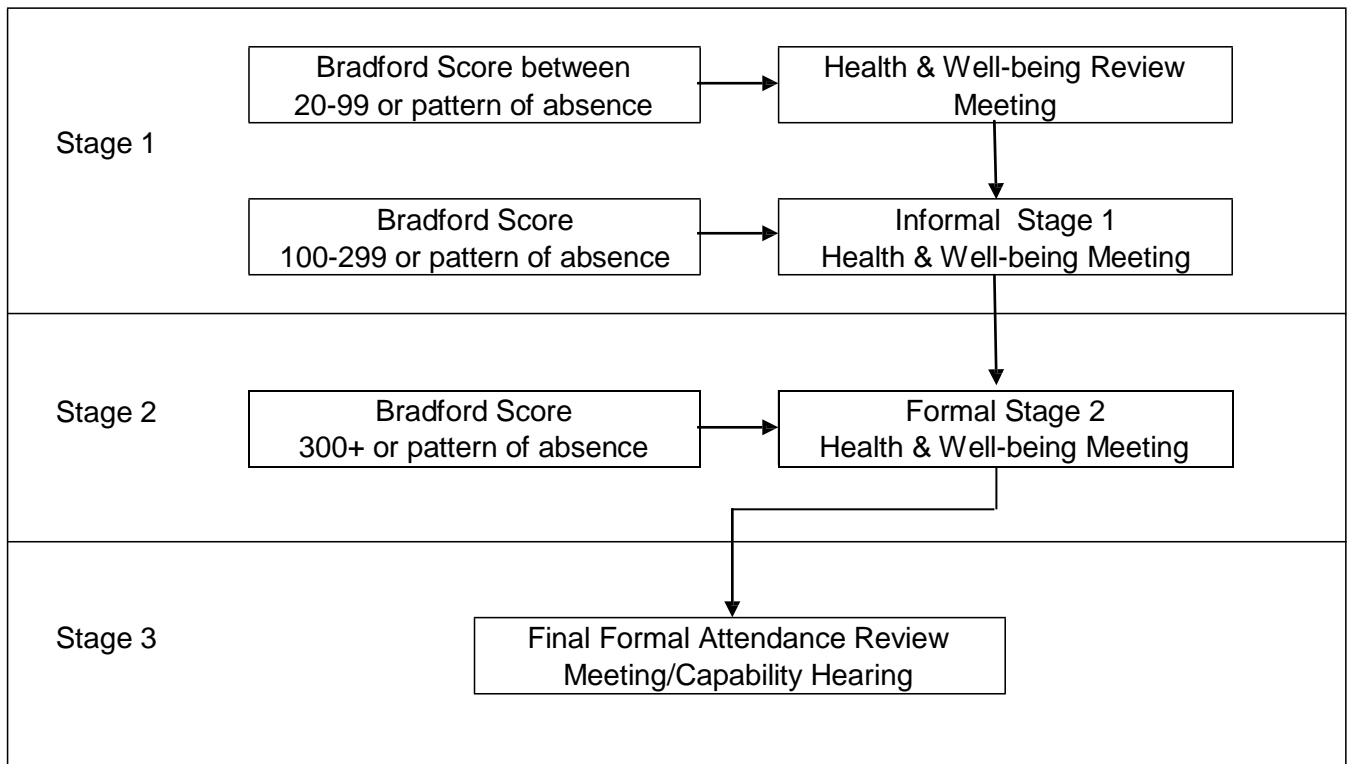 Bradford Score between
20-99 or pattern of absence
Health & Well-being Review
Meeting
Stage 1
Bradford Score
100-299 or pattern of absence
Informal Stage 1
Health & Well-being Meeting
Stage 2
Bradford Score
300+ or pattern of absence
Formal Stage 2
Health & Well-being Meeting
Stage 3
Final Formal Attendance Review
Meeting/Capability Hearing